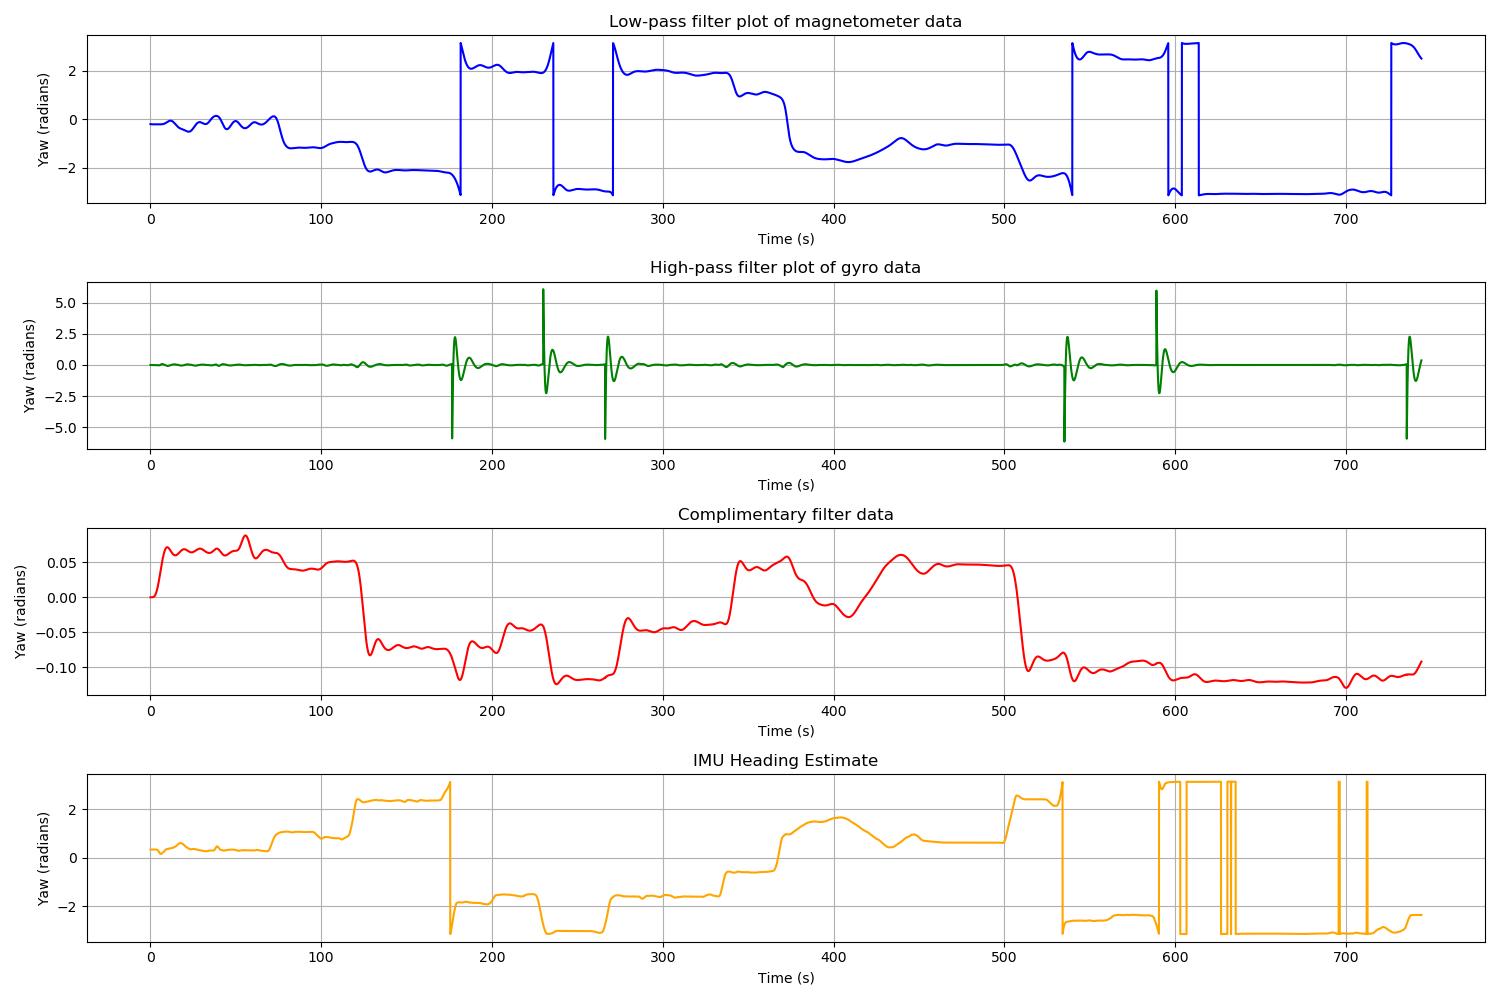 Low-pass filter plot of magnetometer data
Yaw (radians)
2
0
−2
0 100 200 300 400 500 600 700
Time (s)
High-pass filter plot of gyro data
Yaw (radians)
5.0
2.5
0.0
−2.5
−5.0
0 100 200 300 400 500 600 700
Time (s)
Complimentary filter data
Yaw (radians)
0.05
0.00
−0.05
−0.10
0 100 200 300 400 500 600 700
Time (s)
IMU Heading Estimate
Yaw (radians)
2
0
−2
0 100 200 300 400 500 600 700
Time (s)